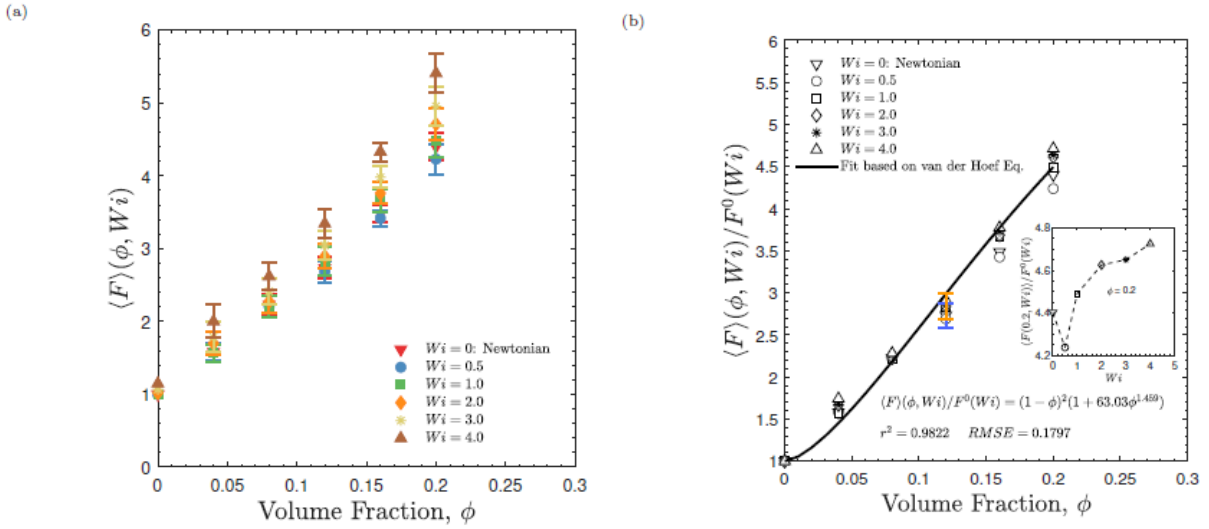 (a)
6
5
4
3
2
1
0
⟨F⟩(ϕ, Wi)
Wi = 0: Newtonian
Wi = 0.5
Wi = 1.0
Wi = 2.0
Wi = 3.0
Wi = 4.0
0 0.05 0.1 0.15 0.2 0.25 0.3
Volume Fraction, ϕ
(b)
6
5.5
5
4.5
4
3.5
3
2.5
2
1.5
1
⟨F⟩(ϕ, Wi)/F⁰(Wi)
Wi = 0: Newtonian
Wi = 0.5
Wi = 1.0
Wi = 2.0
Wi = 3.0
Wi = 4.0
Fit based on van der Hoef Eq.
4.8
4.6
4.4
4.2
⟨F(0.2, Wi)⟩/F⁰(Wi)
ϕ = 0.2
0 1 2 3 4 5
Wi
⟨F⟩(ϕ, Wi)/F⁰(Wi) = (1 − ϕ)²(1 + 63.03ϕ^1.459)
r² = 0.9822 RMSE = 0.1797
0 0.05 0.1 0.15 0.2 0.25 0.3
Volume Fraction, ϕ